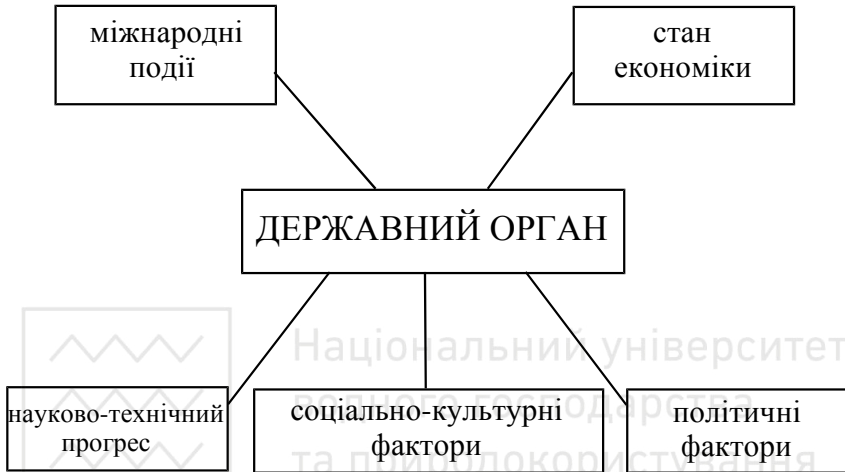 міжнародні
події
стан
економіки
ДЕРЖАВНИЙ ОРГАН
Національний університет
водного господарства
та природокористування
науково-технічний
прогрес
соціально-культурні
фактори
політичні
фактори